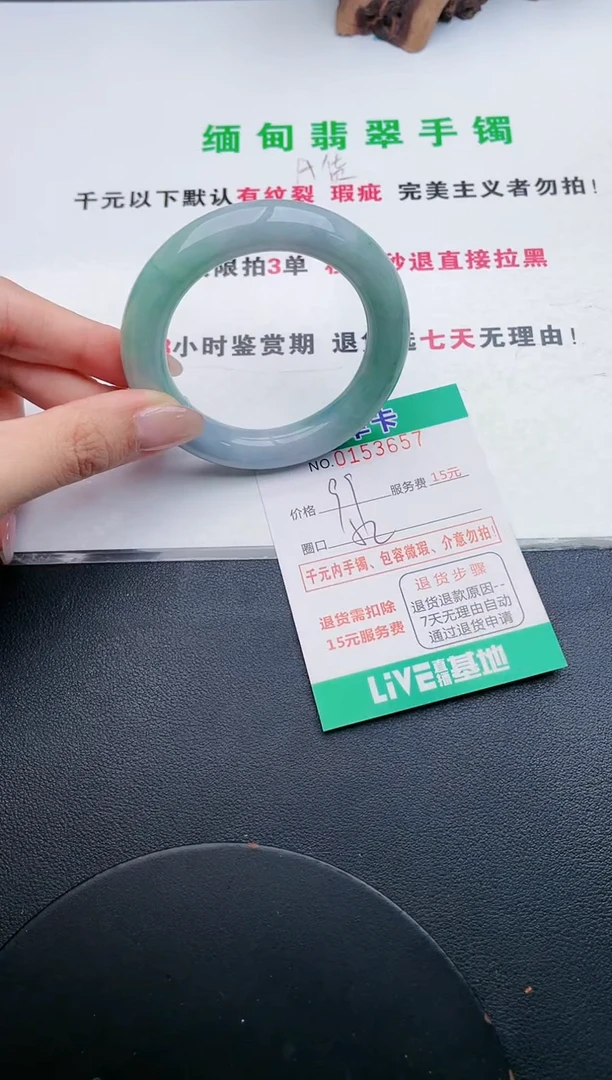 缅甸翡翠手镯
A货
千元以下默认有纹裂 瑕疵 完美主义者勿拍!
限拍3单 秒退直接拉黑
小时鉴赏期 退 选七天无理由!
卡
NO.0153657
价格 99 服务费 15元
圈口
千元内手镯、包容微瑕、介意勿拍!
退货需扣除
15元服务费
退货步骤
退货退款原因--
7天无理由自动
通过退货申请
LiVE直播基地